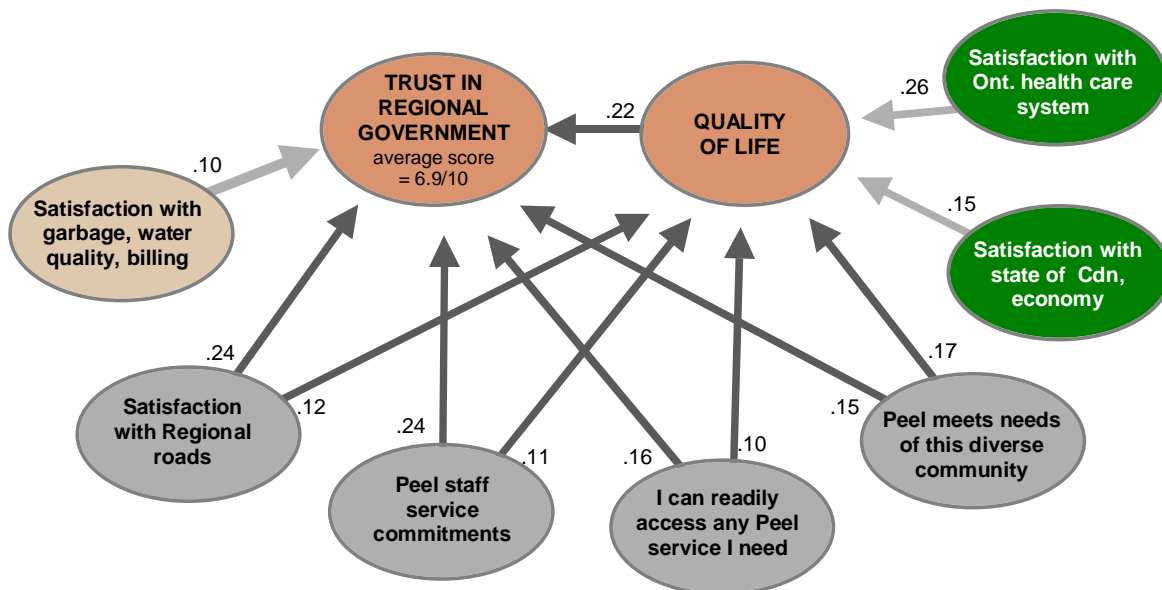 TRUST IN
REGIONAL
GOVERNMENT
average score
= 6.9/10
.22
QUALITY
OF LIFE
.26
Satisfaction with
Ont. health care
system
.10
Satisfaction with
garbage, water
quality, billing
.15
Satisfaction with
state of  Cdn,
economy
.24
.12
Satisfaction
with Regional
roads
.24
.11
Peel staff
service
commitments
.16
.10
I can readily
access any Peel
service I need
.17
.15
Peel meets needs
of this diverse
community